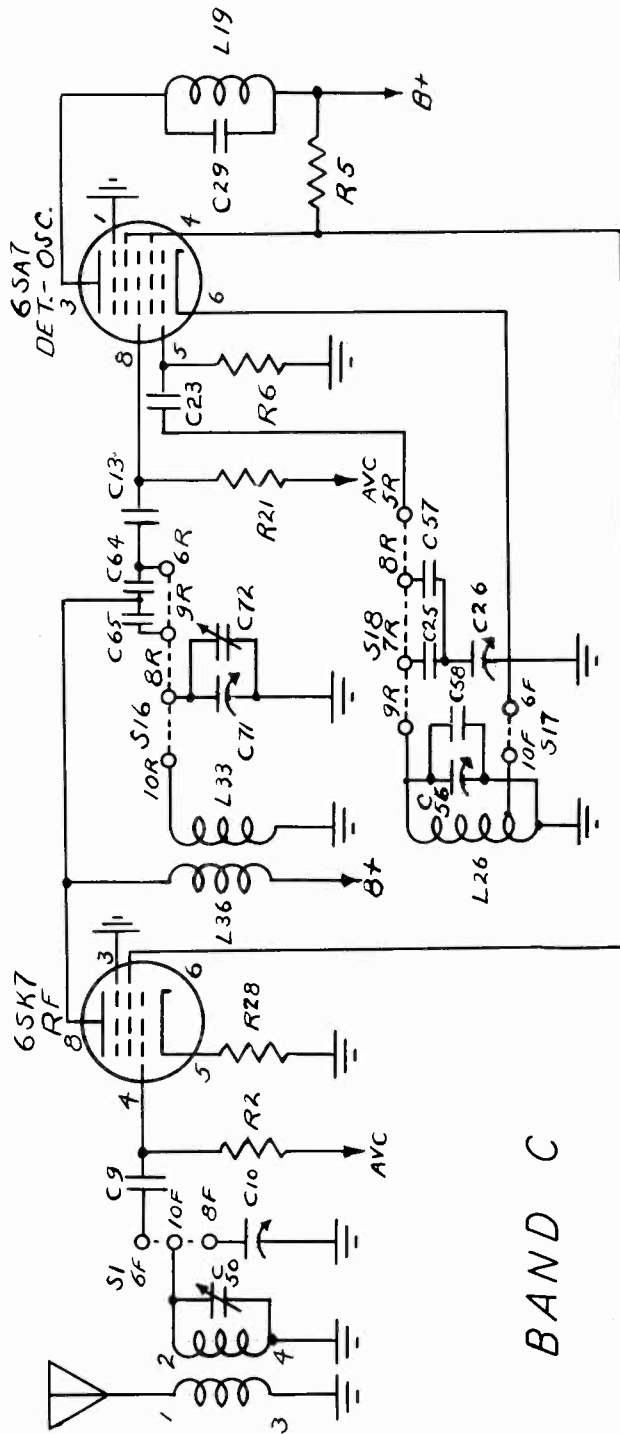 1
3
2
4
C
50
S1
6F
10F
8F
C10
C9
R2
AVC
6SK7
RF
8
3
4
5
6
R28
L36
B+
L33
10R
S16
8R
9R
6R
C65
C64
C13
C71
C72
R21
AVC
6SA7
DET.-OSC.
3
1
8
5
4
6
C23
R6
C29
L19
R5
B+
L26
C
56
C58
9R
S18
7R
8R
5R
C25
C57
C26
10F
6F
S17
BAND C